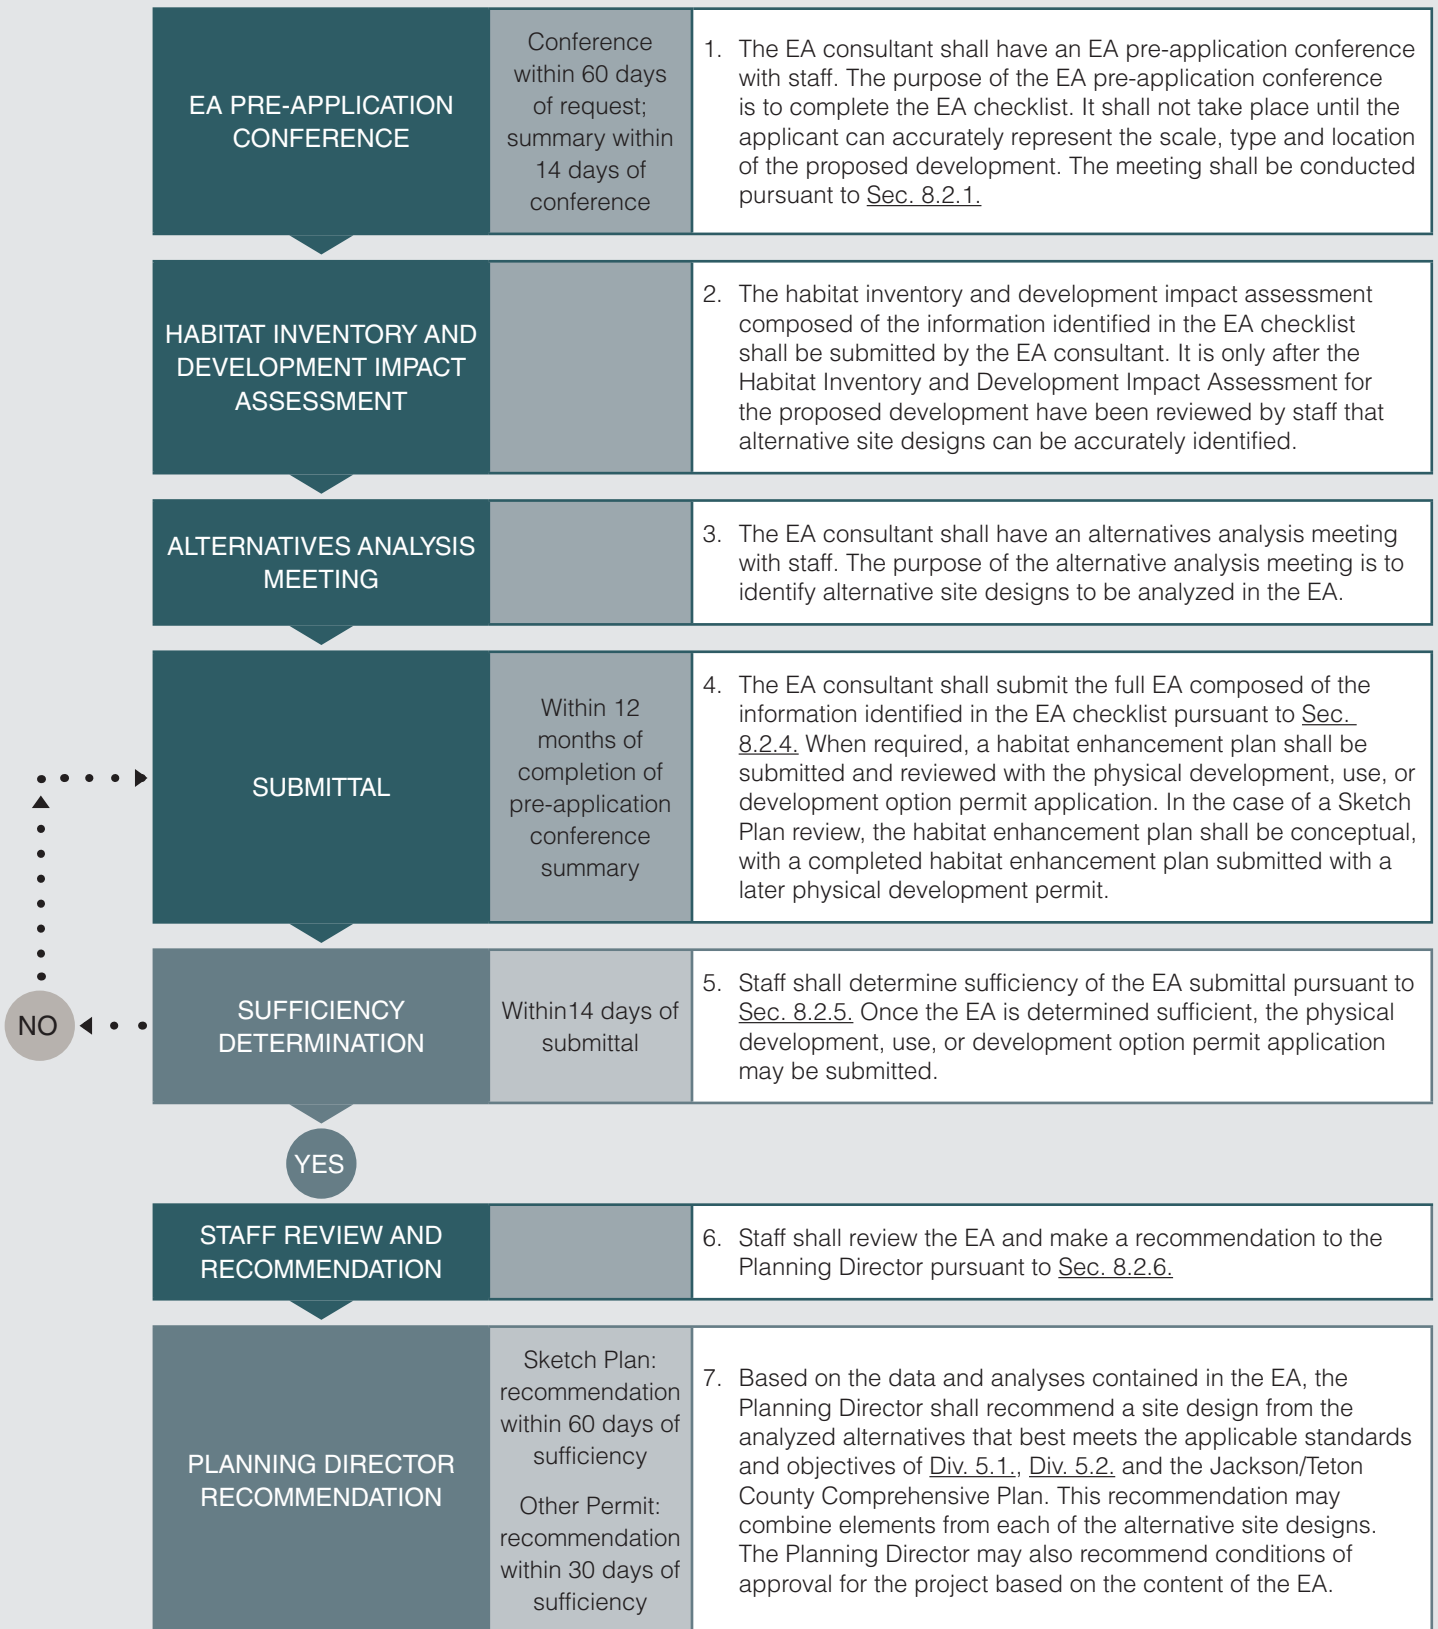 EA PRE-APPLICATION
CONFERENCE
Conference
within 60 days
of request;
summary within
14 days of
conference
1. The EA consultant shall have an EA pre-application conference
with staff. The purpose of the EA pre-application conference
is to complete the EA checklist. It shall not take place until the
applicant can accurately represent the scale, type and location
of the proposed development. The meeting shall be conducted
pursuant to Sec. 8.2.1.
HABITAT INVENTORY AND
DEVELOPMENT IMPACT
ASSESSMENT
2. The habitat inventory and development impact assessment
composed of the information identified in the EA checklist
shall be submitted by the EA consultant. It is only after the
Habitat Inventory and Development Impact Assessment for
the proposed development have been reviewed by staff that
alternative site designs can be accurately identified.
ALTERNATIVES ANALYSIS
MEETING
3. The EA consultant shall have an alternatives analysis meeting
with staff. The purpose of the alternative analysis meeting is to
identify alternative site designs to be analyzed in the EA.
SUBMITTAL
Within 12
months of
completion of
pre-application
conference
summary
4. The EA consultant shall submit the full EA composed of the
information identified in the EA checklist pursuant to Sec.
8.2.4. When required, a habitat enhancement plan shall be
submitted and reviewed with the physical development, use, or
development option permit application. In the case of a Sketch
Plan review, the habitat enhancement plan shall be conceptual,
with a completed habitat enhancement plan submitted with a
later physical development permit.
NO
SUFFICIENCY
DETERMINATION
Within14 days of
submittal
5. Staff shall determine sufficiency of the EA submittal pursuant to
Sec. 8.2.5. Once the EA is determined sufficient, the physical
development, use, or development option permit application
may be submitted.
YES
STAFF REVIEW AND
RECOMMENDATION
6. Staff shall review the EA and make a recommendation to the
Planning Director pursuant to Sec. 8.2.6.
PLANNING DIRECTOR
RECOMMENDATION
Sketch Plan:
recommendation
within 60 days of
sufficiency
Other Permit:
recommendation
within 30 days of
sufficiency
7. Based on the data and analyses contained in the EA, the
Planning Director shall recommend a site design from the
analyzed alternatives that best meets the applicable standards
and objectives of Div. 5.1., Div. 5.2. and the Jackson/Teton
County Comprehensive Plan. This recommendation may
combine elements from each of the alternative site designs.
The Planning Director may also recommend conditions of
approval for the project based on the content of the EA.